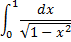 ∫₀¹ dx / √(1 − x²)